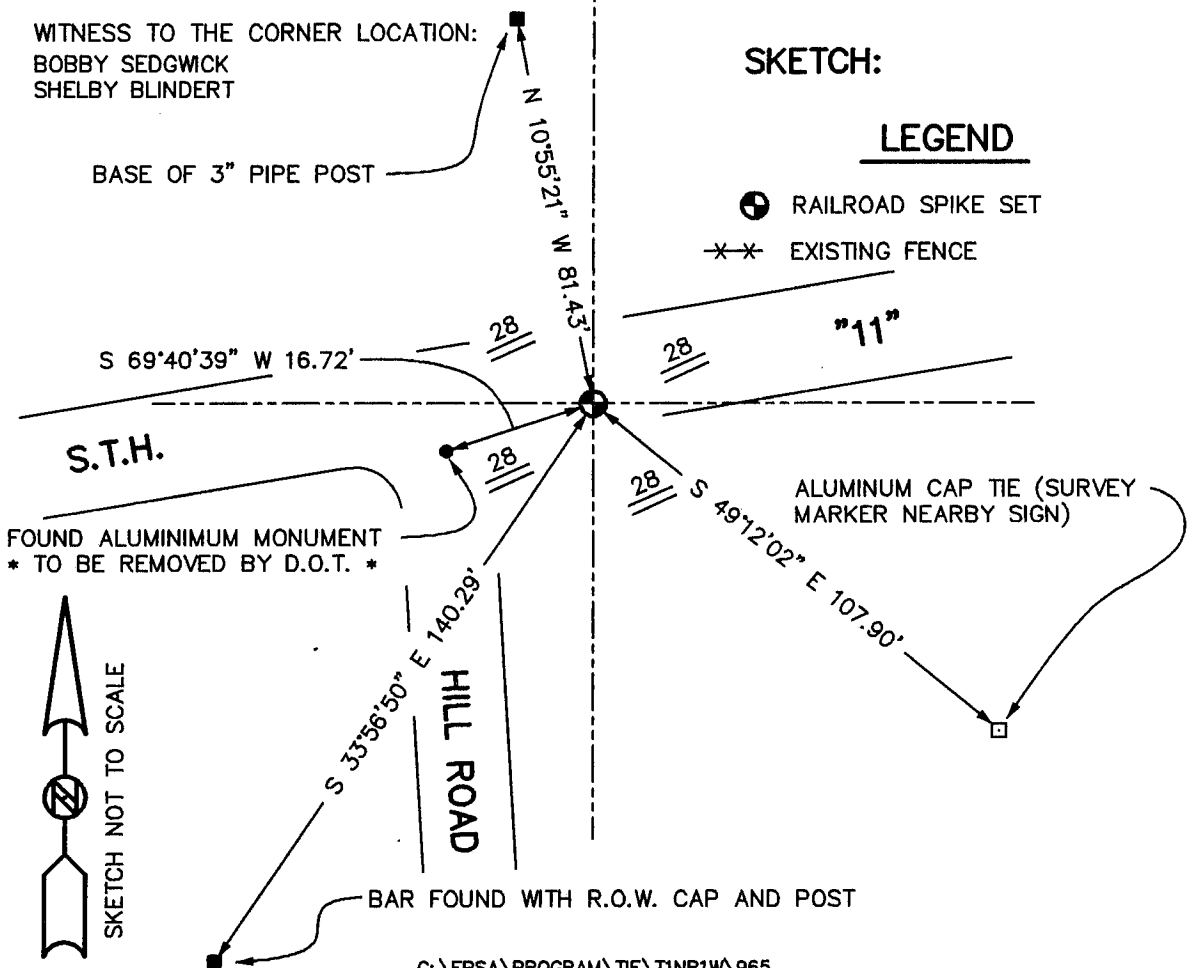 WITNESS TO THE CORNER LOCATION:
BOBBY SEDGWICK
SHELBY BLINDERT
SKETCH:
LEGEND
RAILROAD SPIKE SET
EXISTING FENCE
BASE OF 3" PIPE POST
N 10°55'21" W 81.43'
"11"
28
28
S 69°40'39" W 16.72'
S.T.H.
28
28
S 49°12'02" E 107.90'
ALUMINUM CAP TIE (SURVEY
MARKER NEARBY SIGN)
FOUND ALUMINIMUM MONUMENT
* TO BE REMOVED BY D.O.T. *
S 33°56'50" E 140.29'
HILL ROAD
N
SKETCH NOT TO SCALE
BAR FOUND WITH R.O.W. CAP AND POST